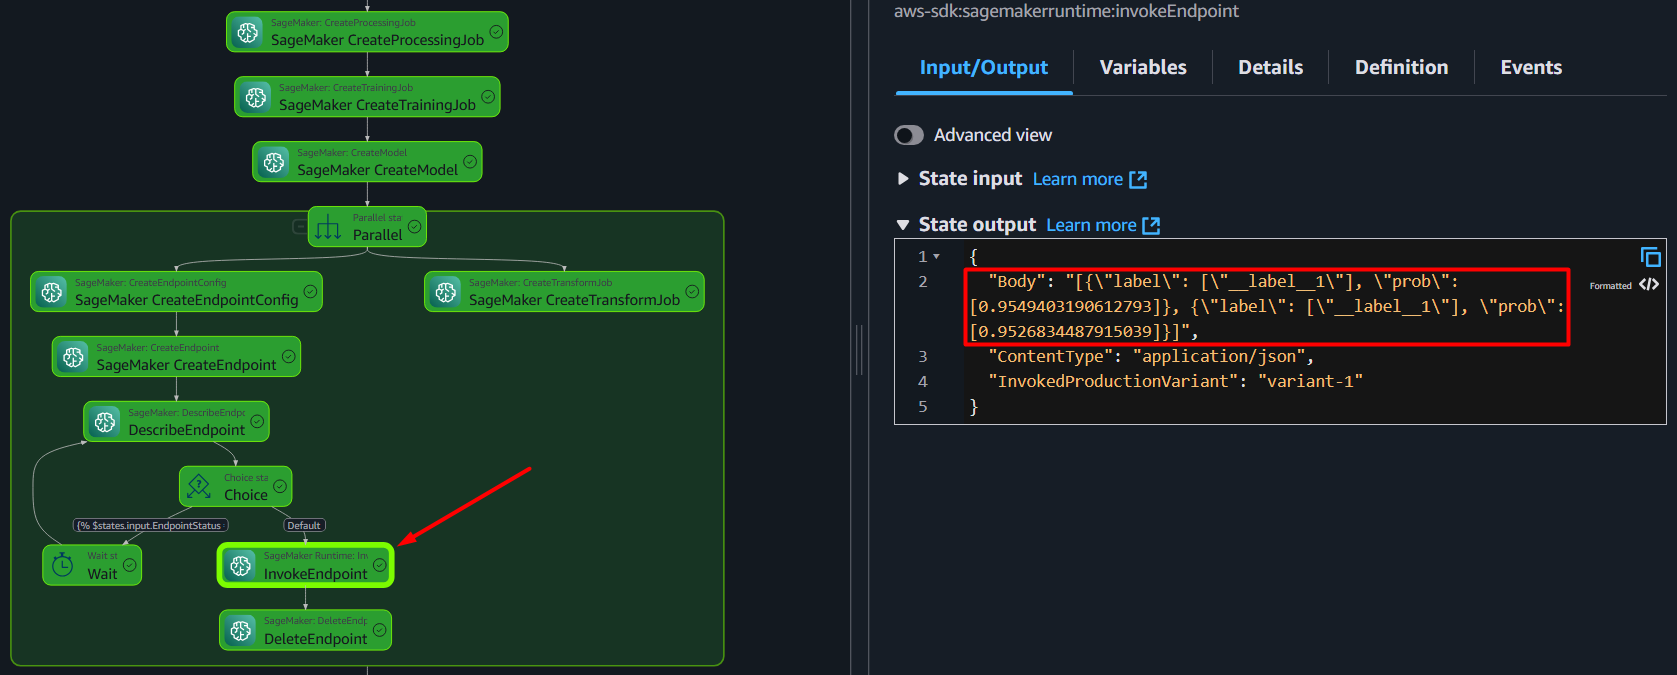 SageMaker: CreateProcessingJob
SageMaker CreateProcessingJob
SageMaker: CreateTrainingJob
SageMaker CreateTrainingJob
SageMaker: CreateModel
SageMaker CreateModel
Parallel sta
Parallel
SageMaker: CreateEndpointConfig
SageMaker CreateEndpointConfig
SageMaker: CreateTransformJob
SageMaker CreateTransformJob
SageMaker: CreateEndpoint
SageMaker CreateEndpoint
SageMaker: DescribeEndpo
DescribeEndpoint
Choice sta
Choice
{% $states.input.EndpointStatus
Default
Wait st
Wait
SageMaker Runtime: Im
InvokeEndpoint
SageMaker: DeleteEndp
DeleteEndpoint
aws-sdk:sagemakerruntime:invokeEndpoint
Input/Output
Variables
Details
Definition
Events
Advanced view
State input Learn more
State output Learn more
1 {
2 "Body": "[{\"label\": [\"__label__1\"], \"prob\":
[0.9549403190612793]}, {\"label\": [\"__label__1\"], \"prob\":
[0.9526834487915039]}]",
3 "ContentType": "application/json",
4 "InvokedProductionVariant": "variant-1"
5 }
Formatted